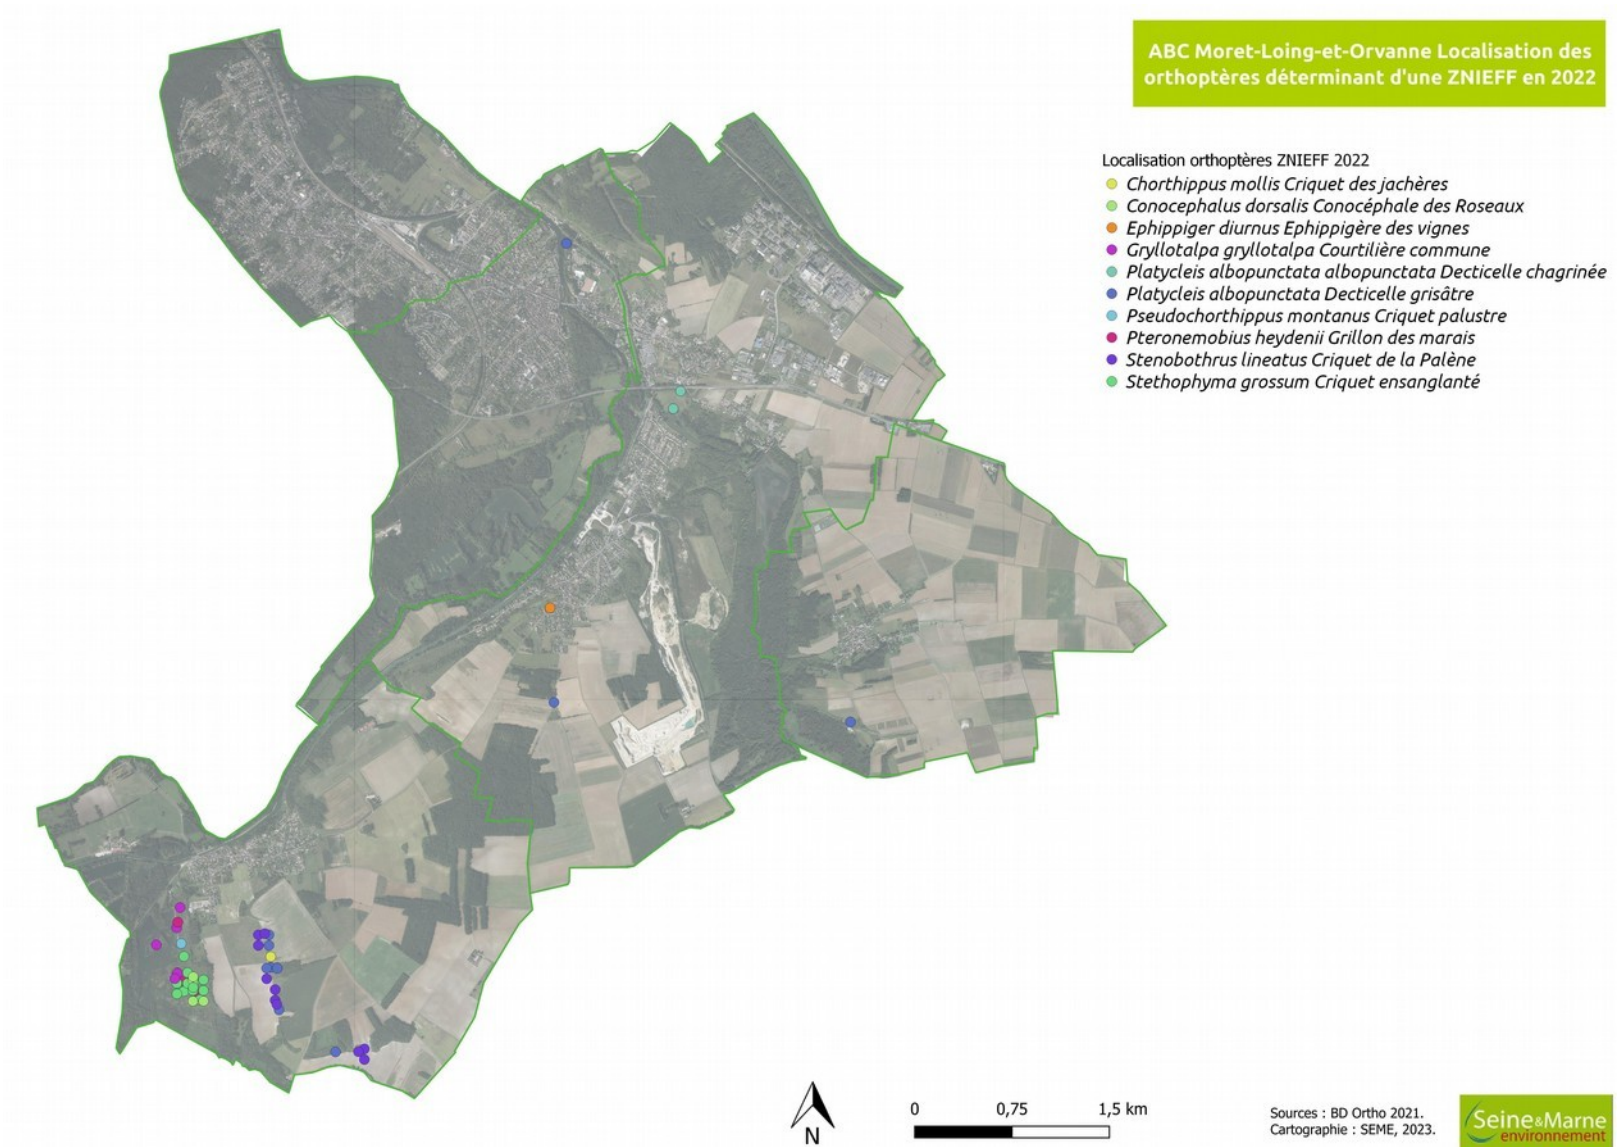 ABC Moret-Loing-et-Orvanne Localisation des
orthoptères déterminant d'une ZNIEFF en 2022
Localisation orthoptères ZNIEFF 2022
Chorthippus mollis Criquet des jachères
Conocephalus dorsalis Conocéphale des Roseaux
Ephippiger diurnus Ephippigère des vignes
Gryllotalpa gryllotalpa Courtilière commune
Platycleis albopunctata albopunctata Decticelle chagrinée
Platycleis albopunctata Decticelle grisâtre
Pseudochorthippus montanus Criquet palustre
Pteronemobius heydenii Grillon des marais
Stenobothrus lineatus Criquet de la Palène
Stethophyma grossum Criquet ensanglanté
N
0 0,75 1,5 km
Sources : BD Ortho 2021.
Cartographie : SEME, 2023.
Seine&Marne
environnement